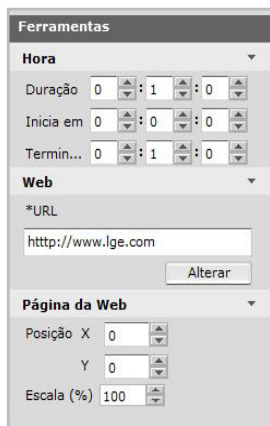 Ferramentas
Hora
Duração 0 : 1 : 0
Inicia em 0 : 0 : 0
Termin... 0 : 1 : 0
Web
*URL
htttp://www.lge.com
Alterar
Página da Web
Posição X 0
Y 0
Escala (%) 100